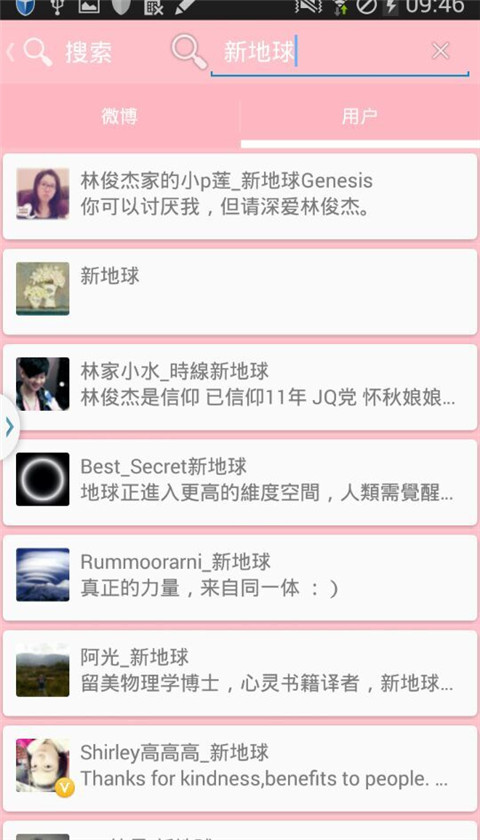 09:46
搜索
新地球
微博
用户
林俊杰家的小p莲_新地球Genesis
你可以讨厌我，但请深爱林俊杰。
新地球
林家小水_時線新地球
林俊杰是信仰 已信仰11年 JQ党 怀秋娘娘...
Best_Secret新地球
地球正進入更高的維度空間，人類需覺醒...
Rummoorarni_新地球
真正的力量，来自同一体 ：）
阿光_新地球
留美物理学博士，心灵书籍译者，新地球...
Shirley高高高_新地球
Thanks for kindness,benefits to people. ...